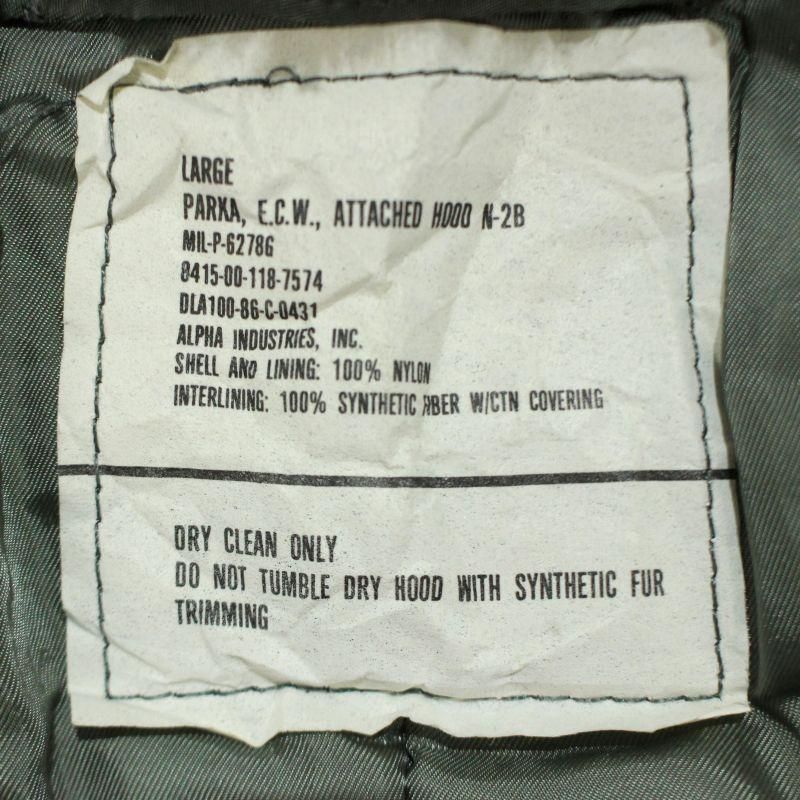 LARGE
PARKA, E.C.W., ATTACHED HOOD N-2B
MIL-P-6278G
8415-00-118-7574
DLA100-86-C-0431
ALPHA INDUSTRIES, INC.
SHELL AND LINING: 100% NYLON
INTERLINING: 100% SYNTHETIC FIBER W/CTN COVERING
DRY CLEAN ONLY
DO NOT TUMBLE DRY HOOD WITH SYNTHETIC FUR
TRIMMING